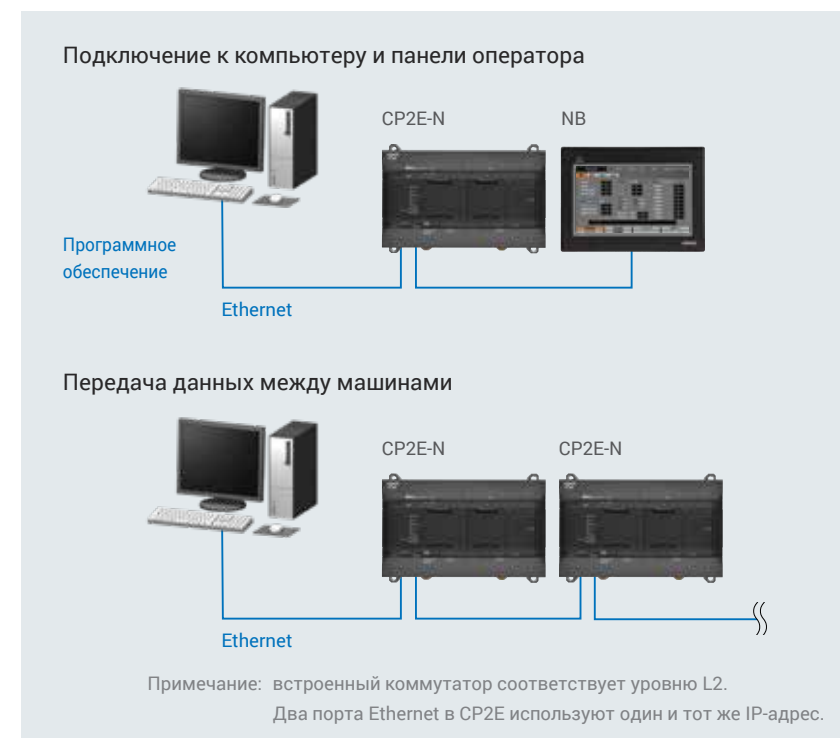 Подключение к компьютеру и панели оператора
CP2E-N NB
Программное
обеспечение
Ethernet
Передача данных между машинами
CP2E-N CP2E-N
Ethernet
Примечание: встроенный коммутатор соответствует уровню L2.
Два порта Ethernet в CP2E используют один и тот же IP-адрес.